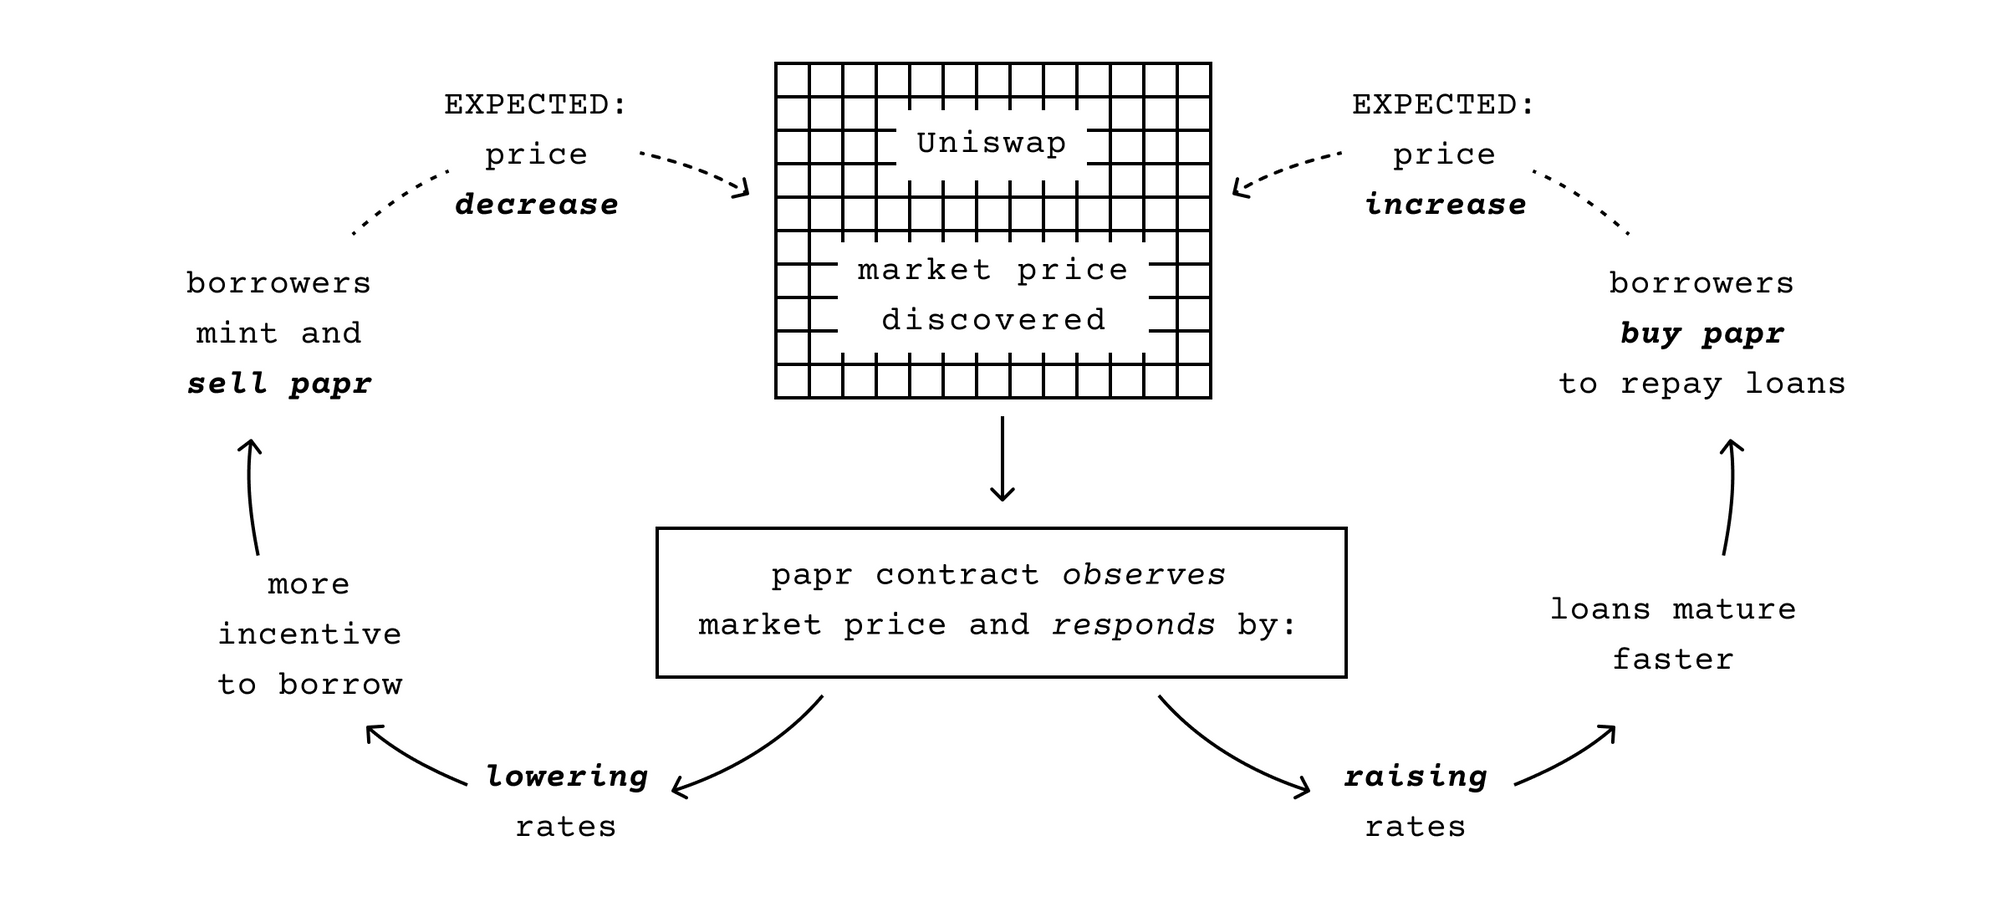 EXPECTED:
price
decrease
Uniswap
market price
discovered
EXPECTED:
price
increase
borrowers
mint and
sell papr
borrowers
buy papr
to repay loans
papr contract observes
market price and responds by:
more
incentive
to borrow
loans mature
faster
lowering
rates
raising
rates